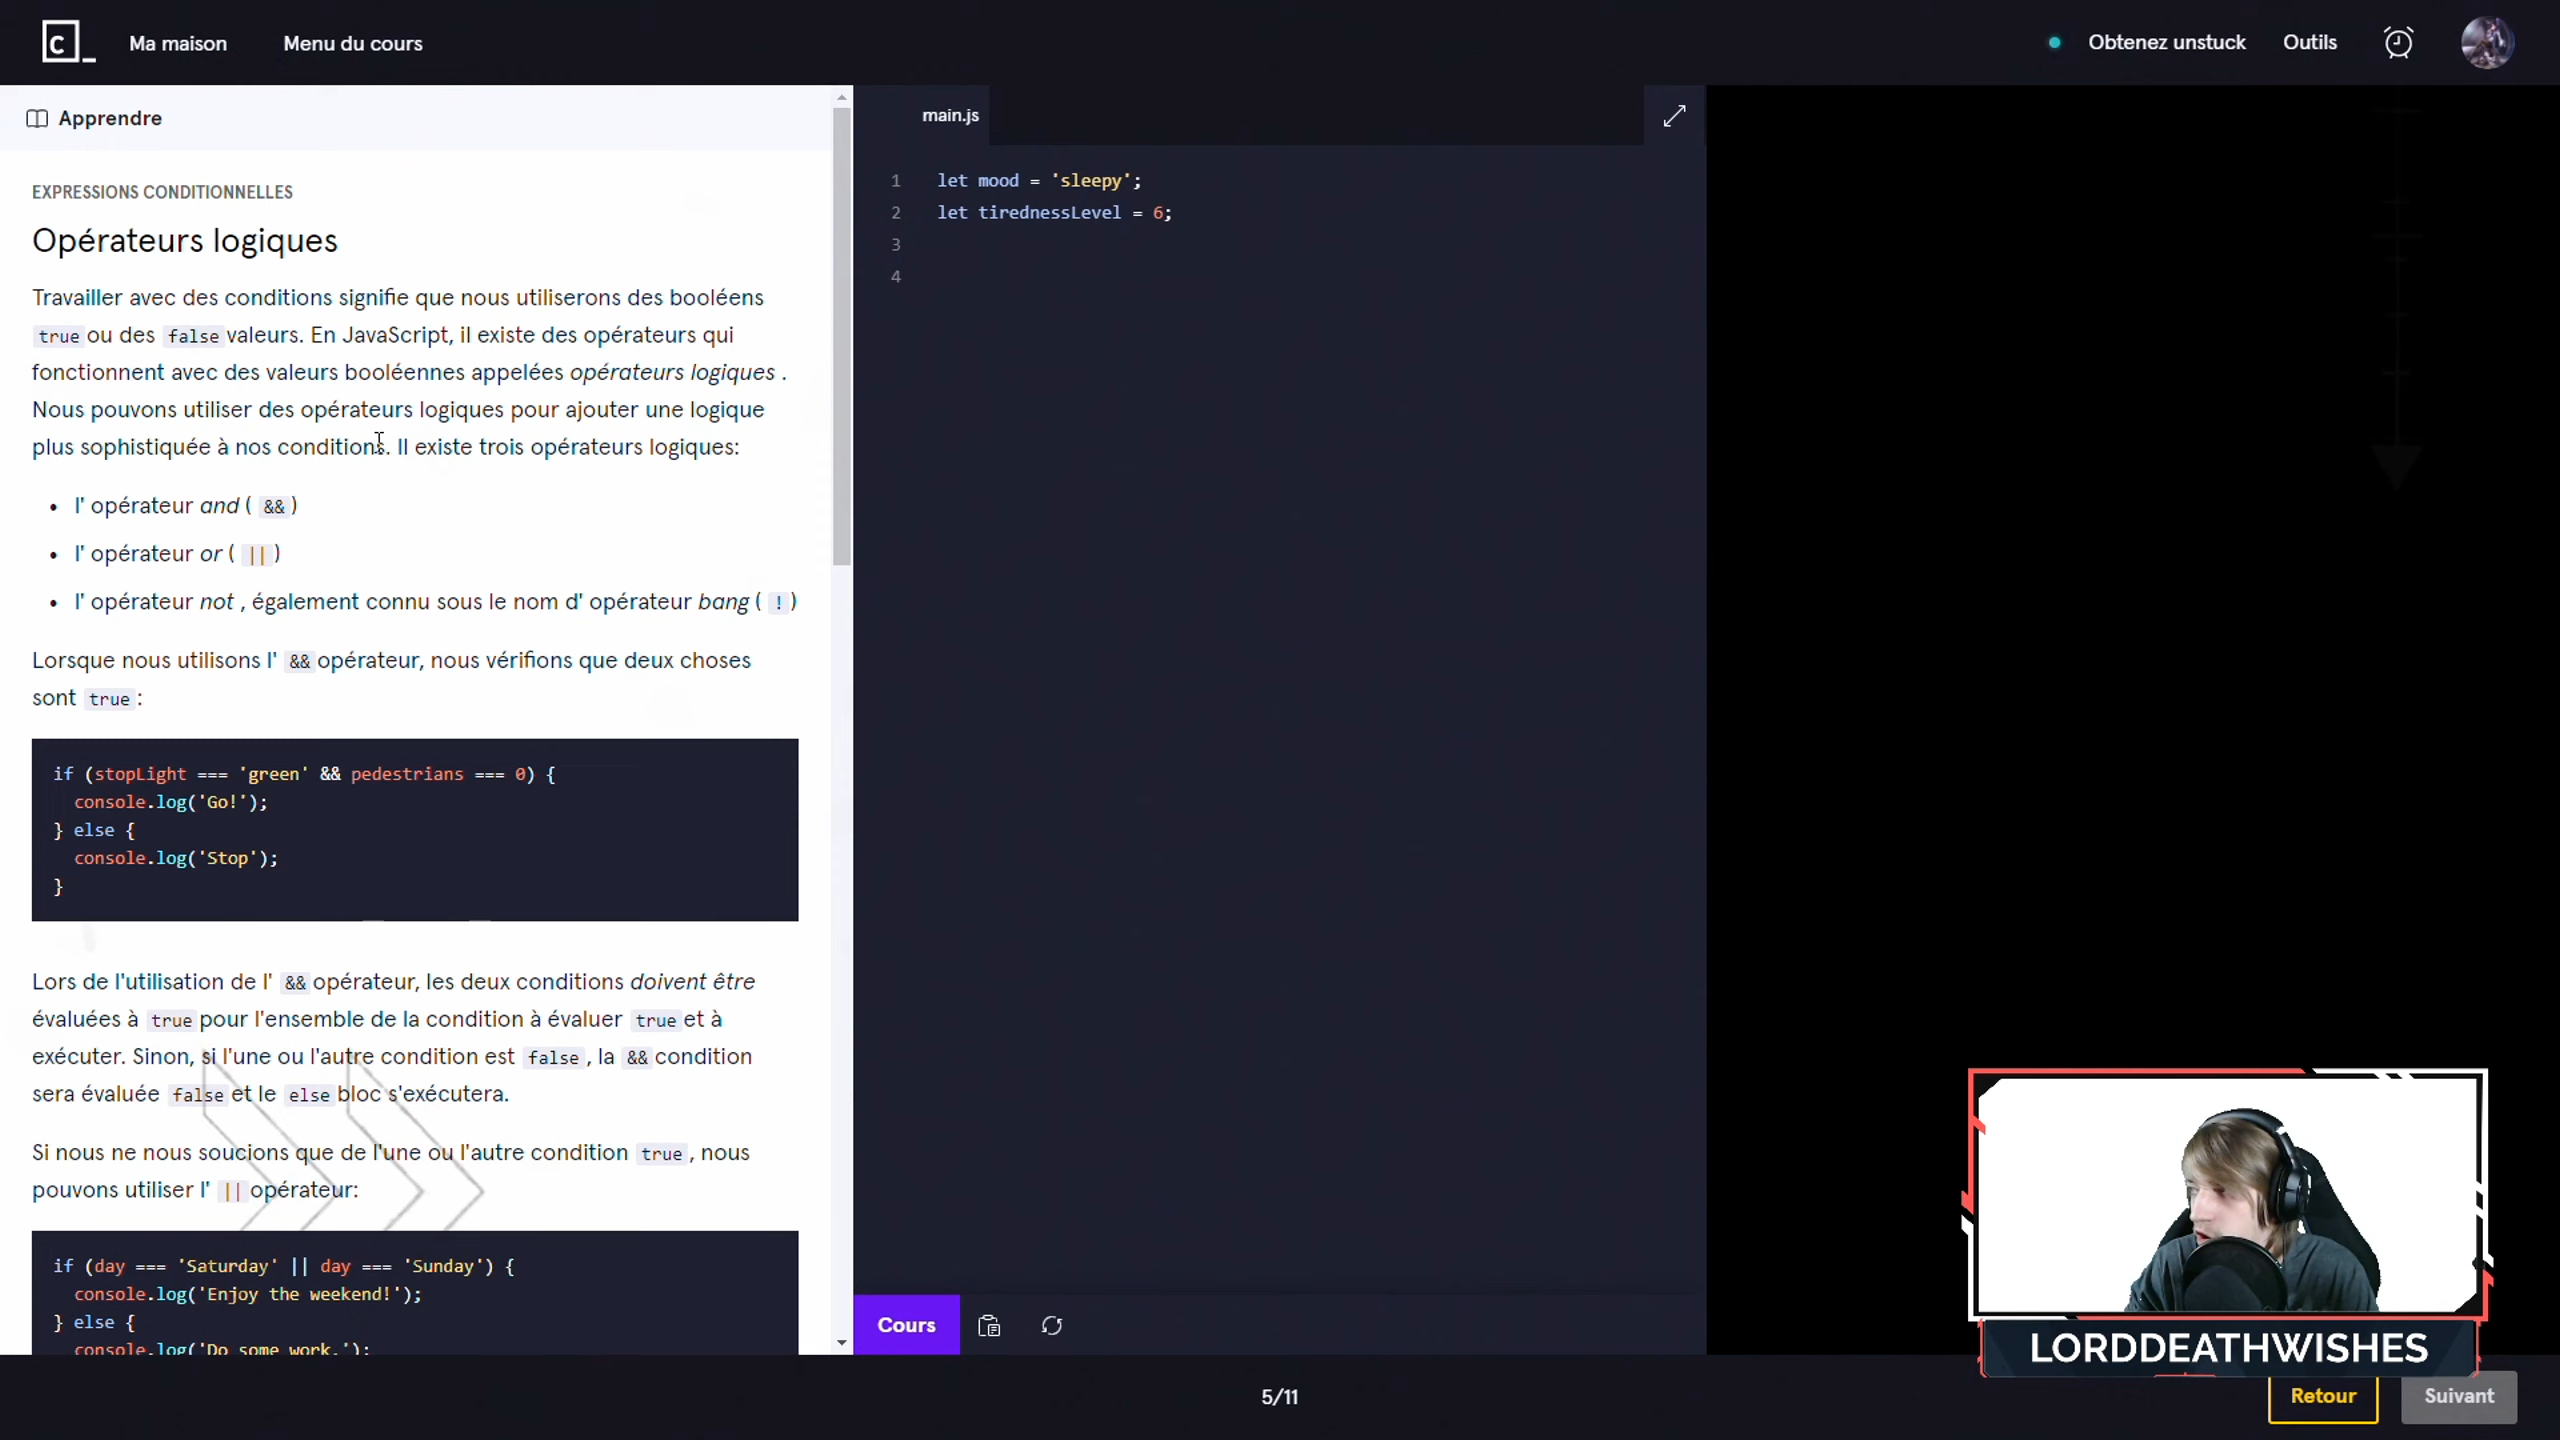 C_
Ma maison
Menu du cours
Obtenez unstuck
Outils
Apprendre
EXPRESSIONS CONDITIONNELLES
Opérateurs logiques
Travailler avec des conditions signifie que nous utiliserons des booléens
true ou des false valeurs. En JavaScript, il existe des opérateurs qui
fonctionnent avec des valeurs booléennes appelées opérateurs logiques .
Nous pouvons utiliser des opérateurs logiques pour ajouter une logique
plus sophistiquée à nos conditions. Il existe trois opérateurs logiques:
• l' opérateur and ( && )
• l' opérateur or ( || )
• l' opérateur not , également connu sous le nom d' opérateur bang ( ! )
Lorsque nous utilisons l' && opérateur, nous vérifions que deux choses
sont true :
if (stopLight === 'green' && pedestrians === 0) {
console.log('Go!');
} else {
console.log('Stop');
}
Lors de l'utilisation de l' && opérateur, les deux conditions doivent être
évaluées à true pour l'ensemble de la condition à évaluer true et à
exécuter. Sinon, si l'une ou l'autre condition est false , la && condition
sera évaluée false et le else bloc s'exécutera.
Si nous ne nous soucions que de l'une ou l'autre condition true , nous
pouvons utiliser l' || opérateur:
if (day === 'Saturday' || day === 'Sunday') {
console.log('Enjoy the weekend!');
} else {
console.log('Do some work.');
main.js
1 let mood = 'sleepy';
2 let tirednessLevel = 6;
3
4
Cours
LORDDEATHWISHES
5/11
Retour
Suivant